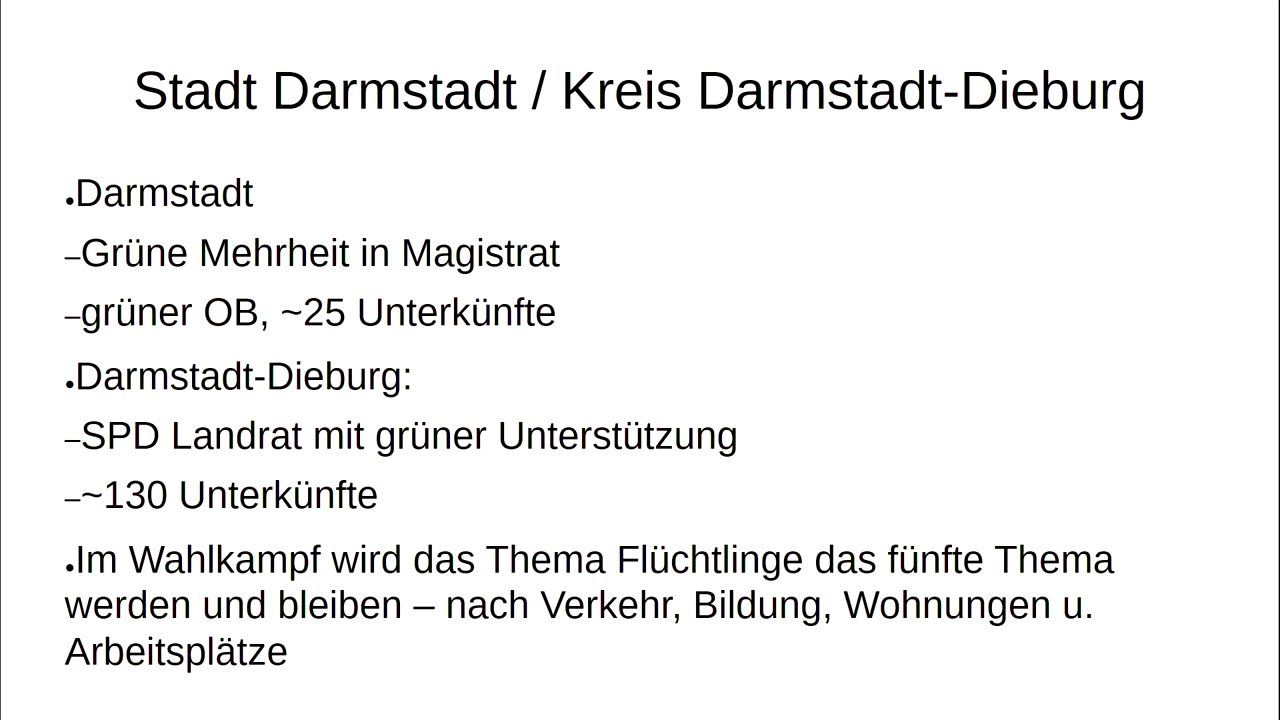 Stadt Darmstadt / Kreis Darmstadt-Dieburg
•Darmstadt
–Grüne Mehrheit in Magistrat
–grüner OB, ~25 Unterkünfte
•Darmstadt-Dieburg:
–SPD Landrat mit grüner Unterstützung
–~130 Unterkünfte
•Im Wahlkampf wird das Thema Flüchtlinge das fünfte Thema
werden und bleiben – nach Verkehr, Bildung, Wohnungen u.
Arbeitsplätze